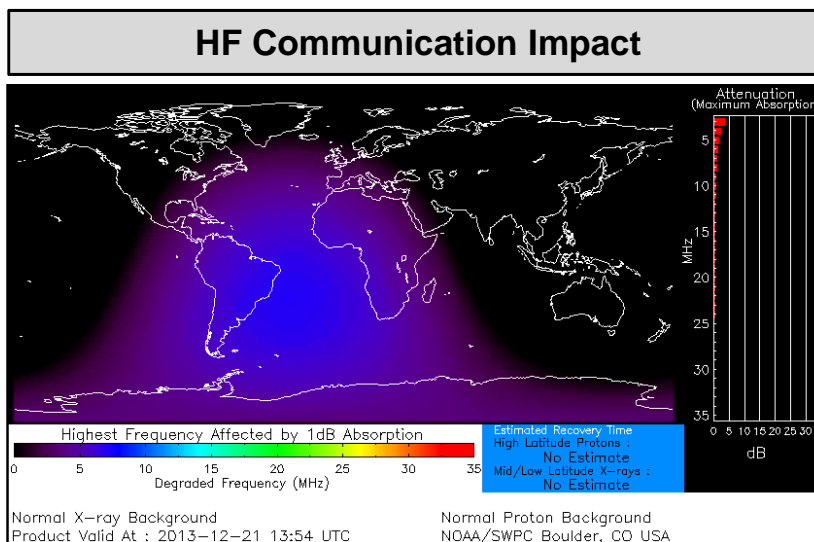 HF Communication Impact
Attenuation
(Maximum Absorption)
5
10
15
20
25
30
35
MHz
0 5 10 15 20 25 30
dB
Highest Frequency Affected by 1dB Absorption
0 5 10 15 20 25 30 35
Degraded Frequency (MHz)
Estimated Recovery Time
High Latitude Protons :
No Estimate
Mid/Low Latitude X-rays :
No Estimate
Normal X-ray Background
Product Valid At : 2013-12-21 13:54 UTC
Normal Proton Background
NOAA/SWPC Boulder, CO USA